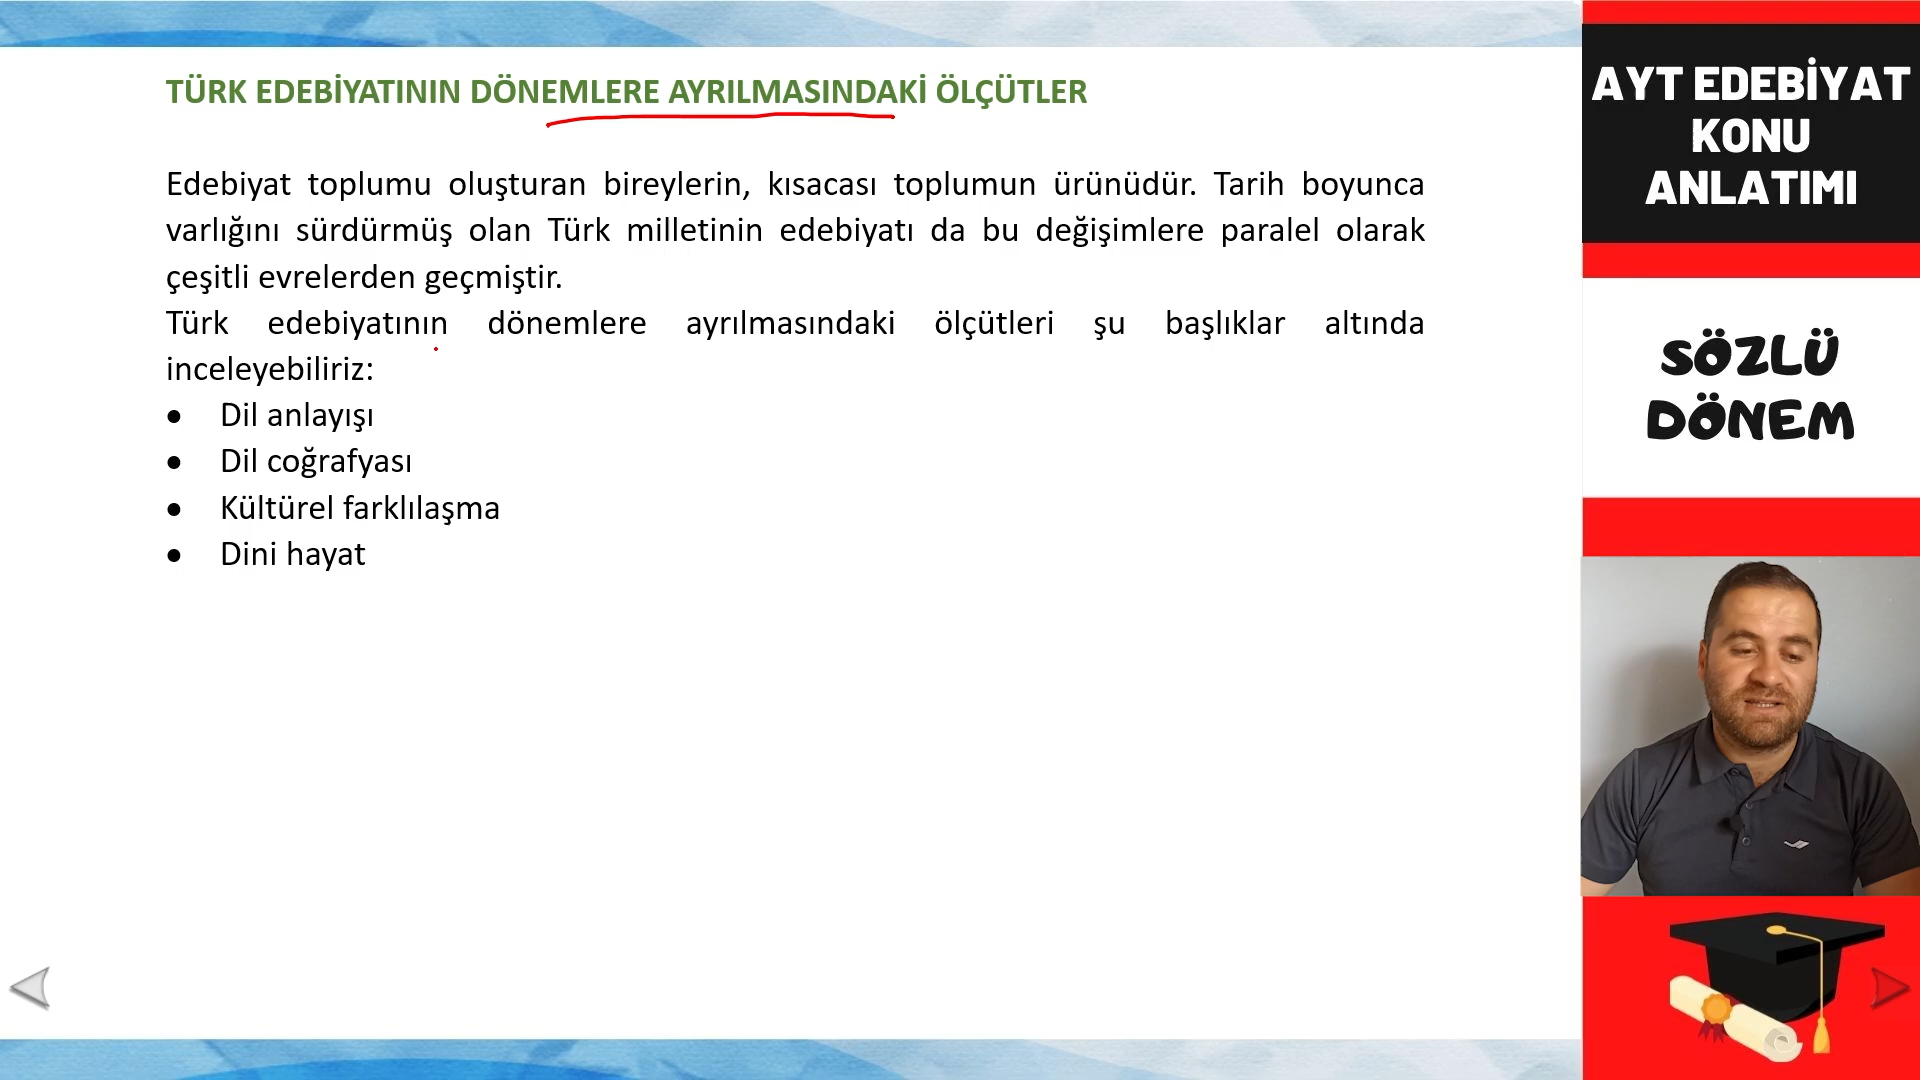 TÜRK EDEBİYATININ DÖNEMLERE AYRILMASINDAKİ ÖLÇÜTLER
Edebiyat toplumu oluşturan bireylerin, kısacası toplumun ürünüdür. Tarih boyunca
varlığını sürdürmüş olan Türk milletinin edebiyatı da bu değişimlere paralel olarak
çeşitli evrelerden geçmiştir.
Türk edebiyatının dönemlere ayrılmasındaki ölçütleri şu başlıklar altında
inceleyebiliriz:
• Dil anlayışı
• Dil coğrafyası
• Kültürel farklılaşma
• Dini hayat
AYT EDEBİYAT
KONU
ANLATIMI
SÖZLÜ
DÖNEM